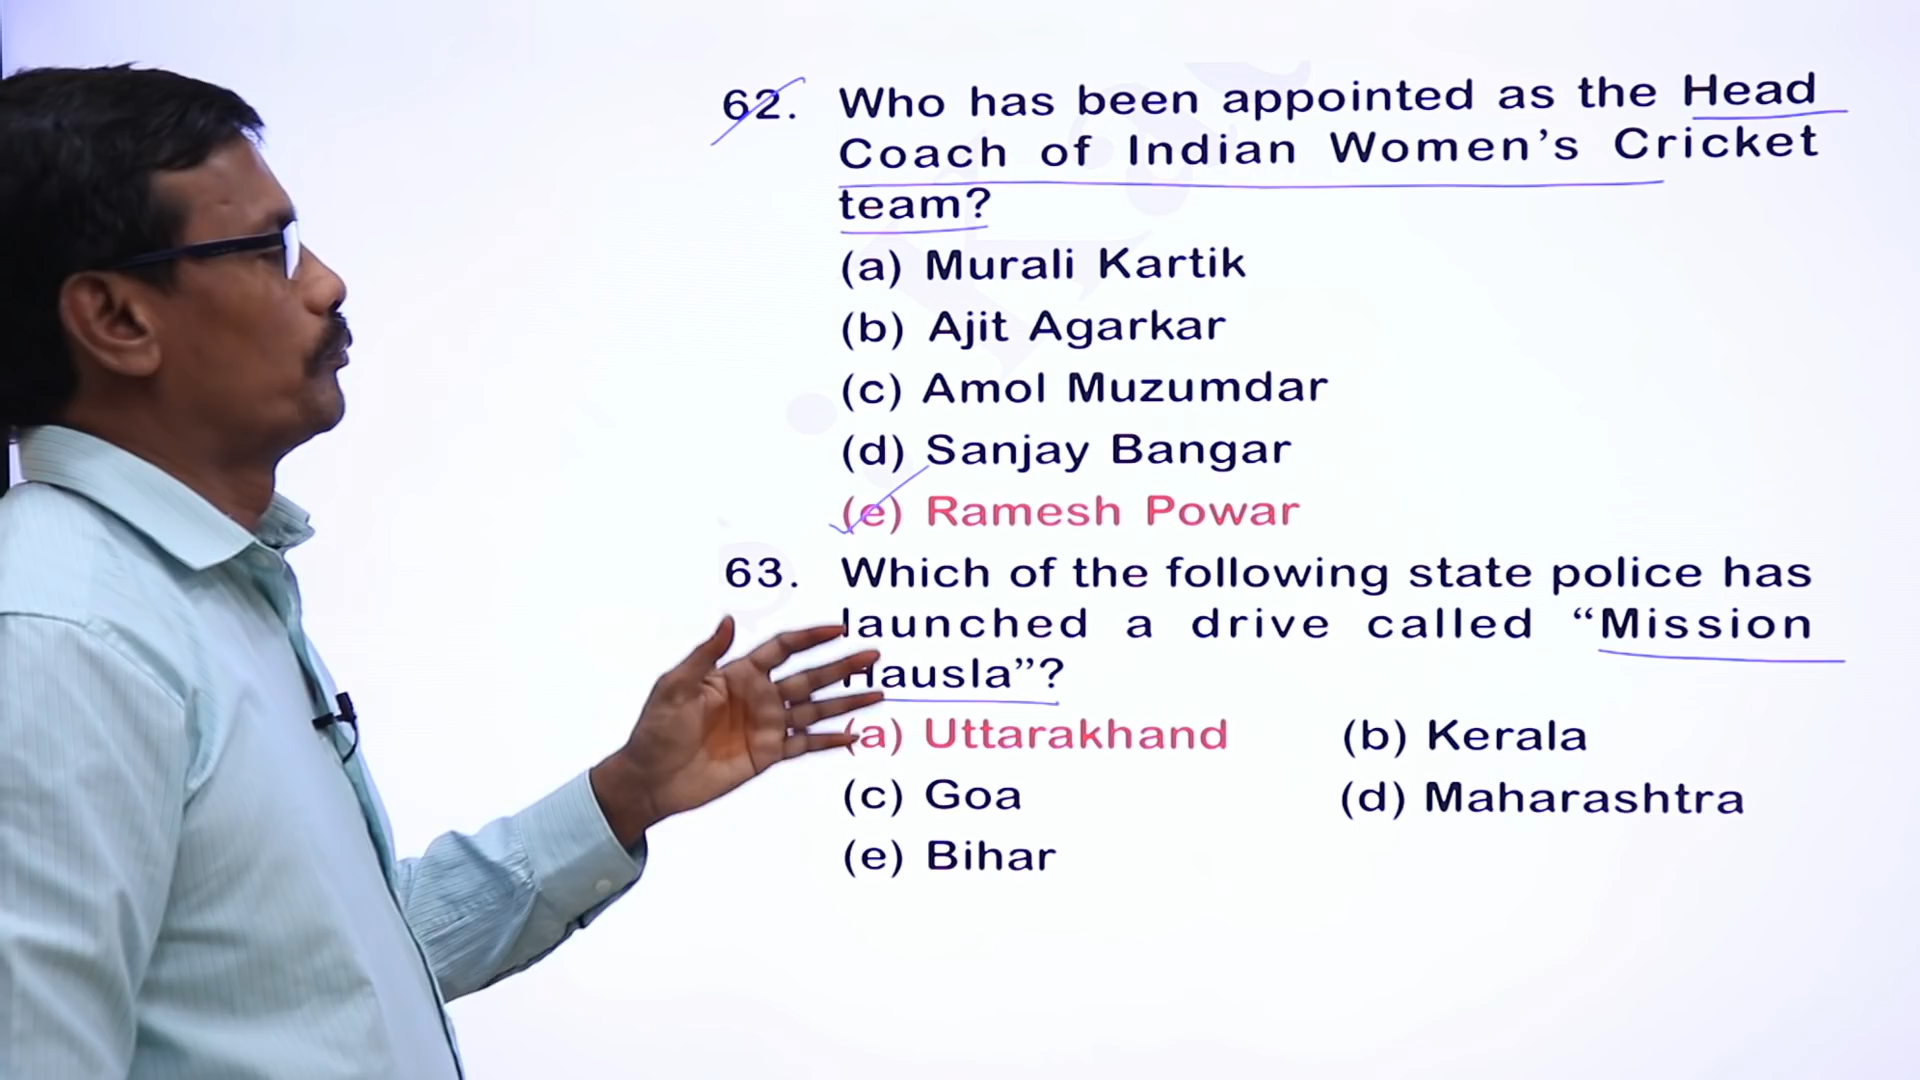 62. Who has been appointed as the Head
Coach of Indian Women's Cricket
team?
(a) Murali Kartik
(b) Ajit Agarkar
(c) Amol Muzumdar
(d) Sanjay Bangar
(e) Ramesh Powar
63. Which of the following state police has
launched a drive called “Mission
Hausla”?
(a) Uttarakhand (b) Kerala
(c) Goa (d) Maharashtra
(e) Bihar